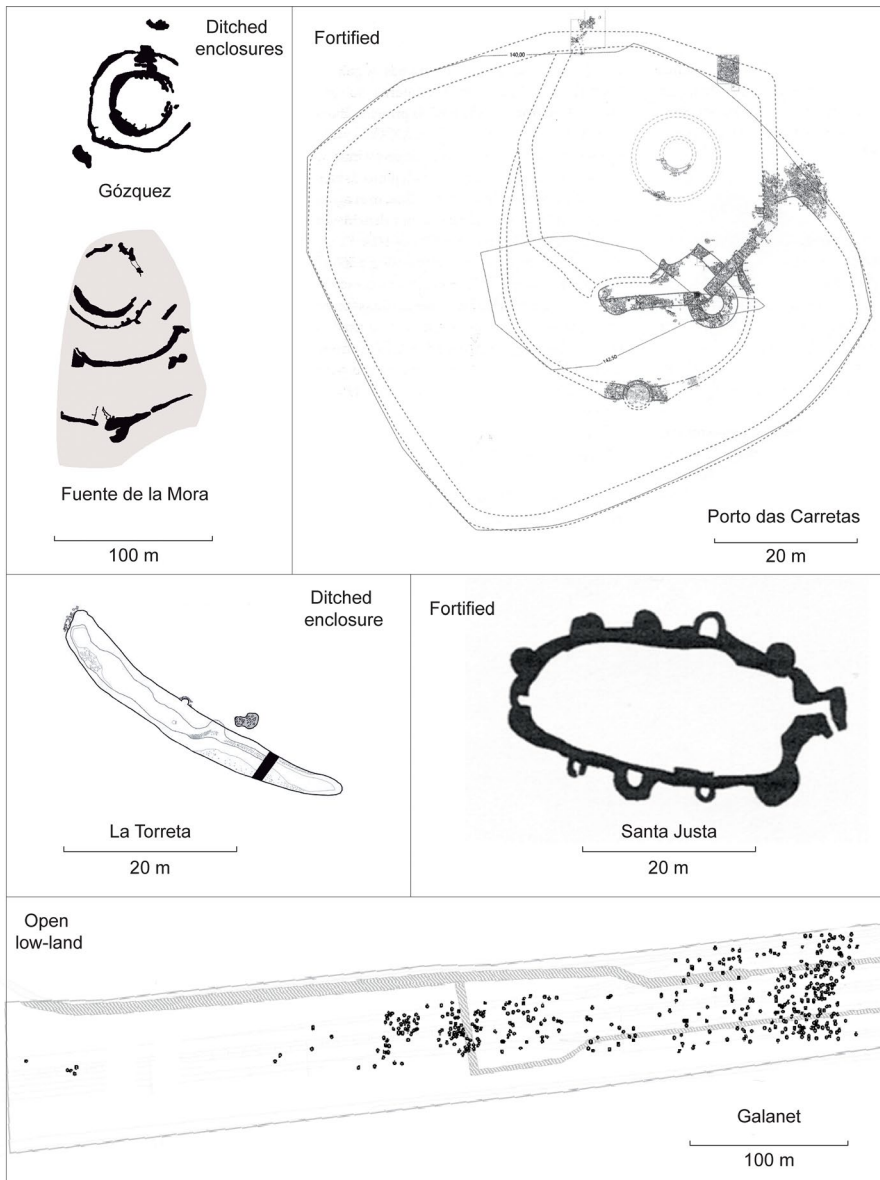 Ditched
enclosures
Gózquez
Fuente de la Mora
100 m
Fortified
140,00
142,50
Porto das Carretas
20 m
Ditched
enclosure
La Torreta
20 m
Fortified
Santa Justa
20 m
Open
low-land
Galanet
100 m